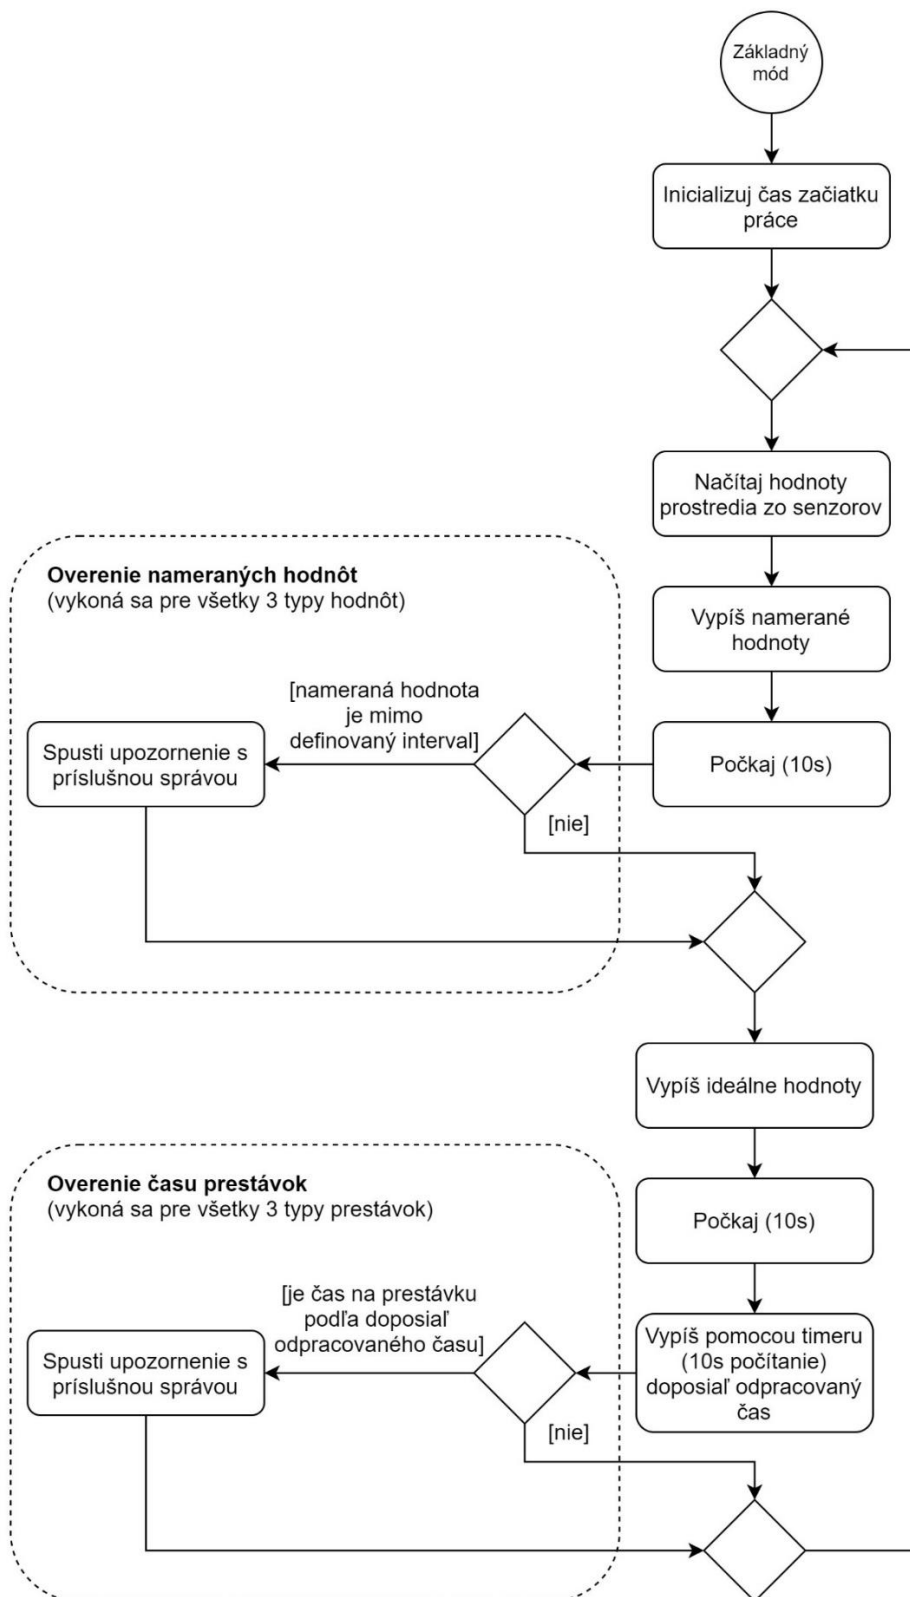 Základný
mód
Inicializuj čas začiatku
práce
Načítaj hodnoty
prostredia zo senzorov
Vypíš namerané
hodnoty
Počkaj (10s)
Overenie nameraných hodnôt
(vykoná sa pre všetky 3 typy hodnôt)
[nameraná hodnota
je mimo
definovaný interval]
Spusti upozornenie s
príslušnou správou
[nie]
Vypíš ideálne hodnoty
Počkaj (10s)
Vypíš pomocou timeru
(10s počítanie)
doposiaľ odpracovaný
čas
Overenie času prestávok
(vykoná sa pre všetky 3 typy prestávok)
[je čas na prestávku
podľa doposiaľ
odpracovaného času]
Spusti upozornenie s
príslušnou správou
[nie]